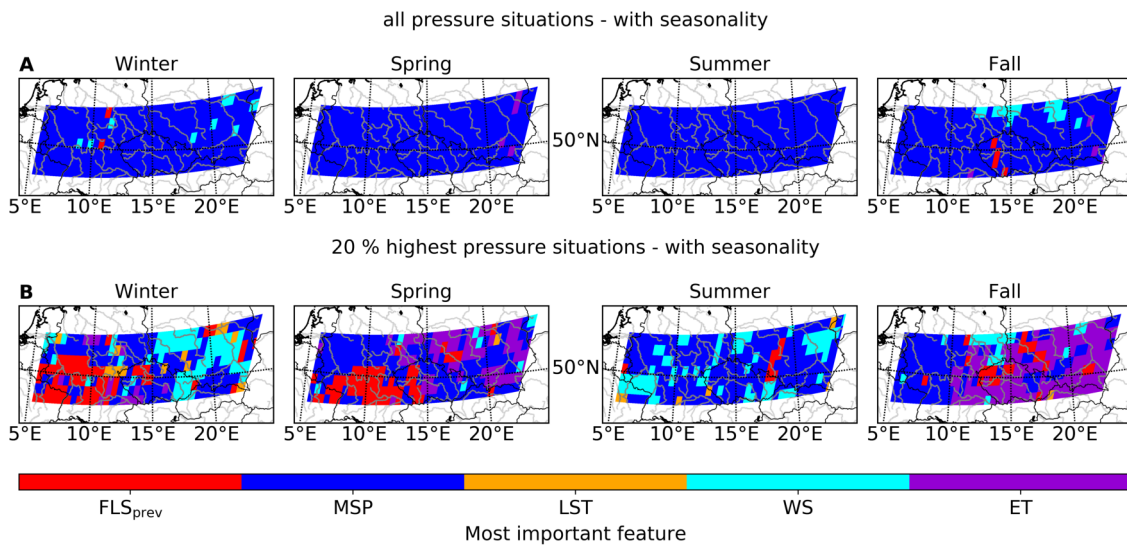 all pressure situations - with seasonality
A
Winter Spring Summer Fall
50°N
5°E 10°E 15°E 20°E 5°E 10°E 15°E 20°E 5°E 10°E 15°E 20°E 5°E 10°E 15°E 20°E
20 % highest pressure situations - with seasonality
B
Winter Spring Summer Fall
50°N
5°E 10°E 15°E 20°E 5°E 10°E 15°E 20°E 5°E 10°E 15°E 20°E 5°E 10°E 15°E 20°E
FLSprev MSP LST WS ET
Most important feature